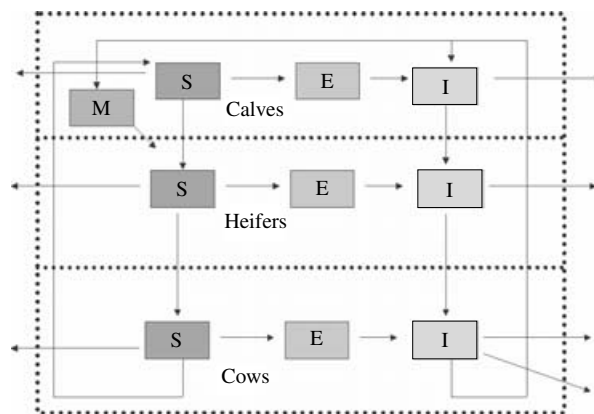 S E I
M
Calves
S E I
Heifers
S E I
Cows